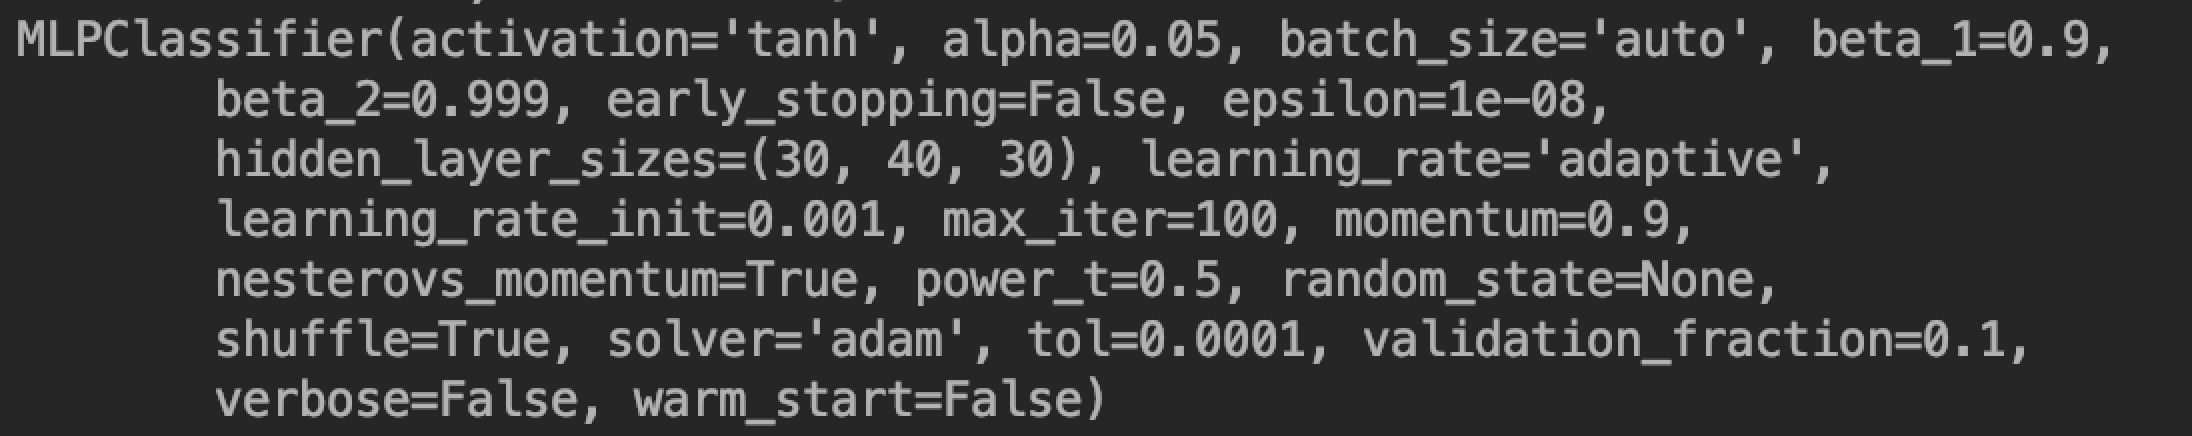 MLPClassifier(activation='tanh', alpha=0.05, batch_size='auto', beta_1=0.9,
beta_2=0.999, early_stopping=False, epsilon=1e-08,
hidden_layer_sizes=(30, 40, 30), learning_rate='adaptive',
learning_rate_init=0.001, max_iter=100, momentum=0.9,
nesterovs_momentum=True, power_t=0.5, random_state=None,
shuffle=True, solver='adam', tol=0.0001, validation_fraction=0.1,
verbose=False, warm_start=False)